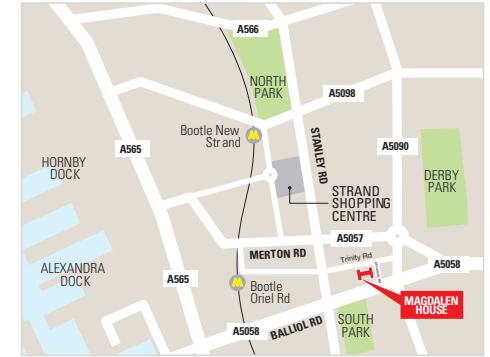 A566
NORTH
PARK
A5098
Bootle New
Strand
STANLEY RD
A565
A5090
HORNBY
DOCK
DERBY
PARK
STRAND
SHOPPING
CENTRE
A5057
MERTON RD
Trinity Rd
A5058
ALEXANDRA
DOCK
A565
Bootle
Oriel Rd
MAGDALEN
HOUSE
SOUTH
PARK
A5058
BALLIOL RD